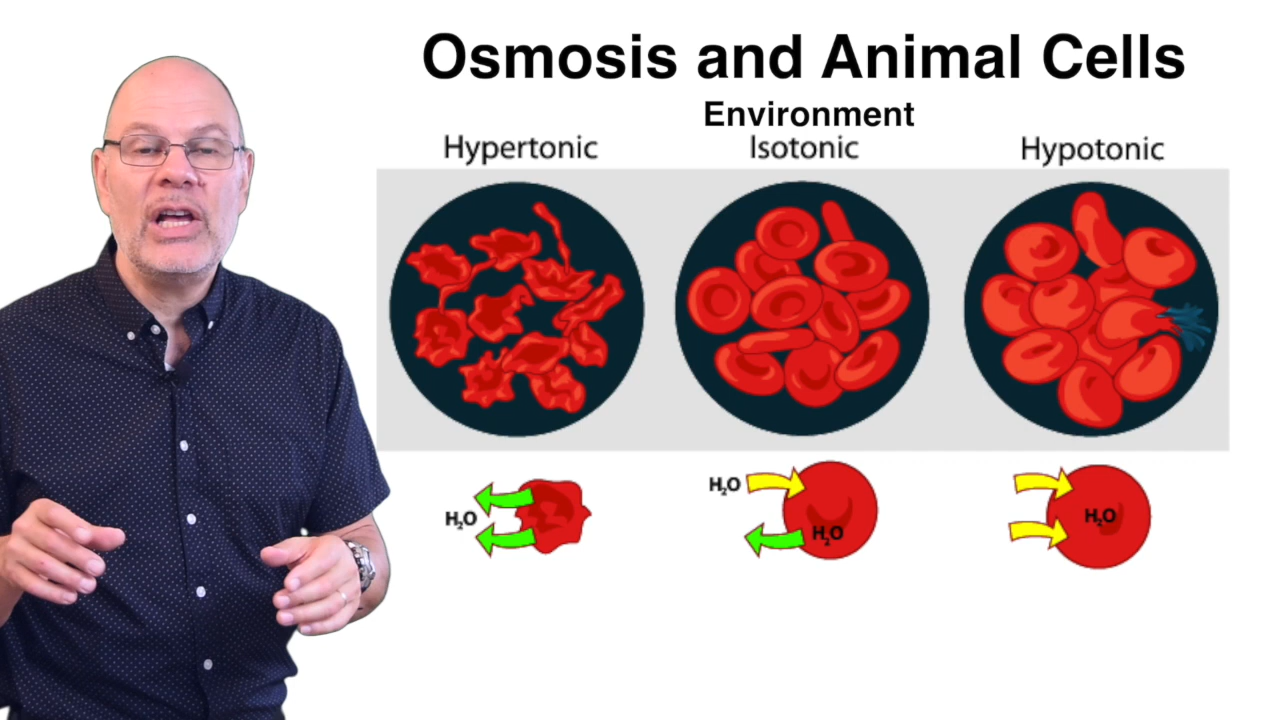 Osmosis and Animal Cells
Environment
Hypertonic Isotonic Hypotonic
H₂O
H₂O
H₂O
H₂O